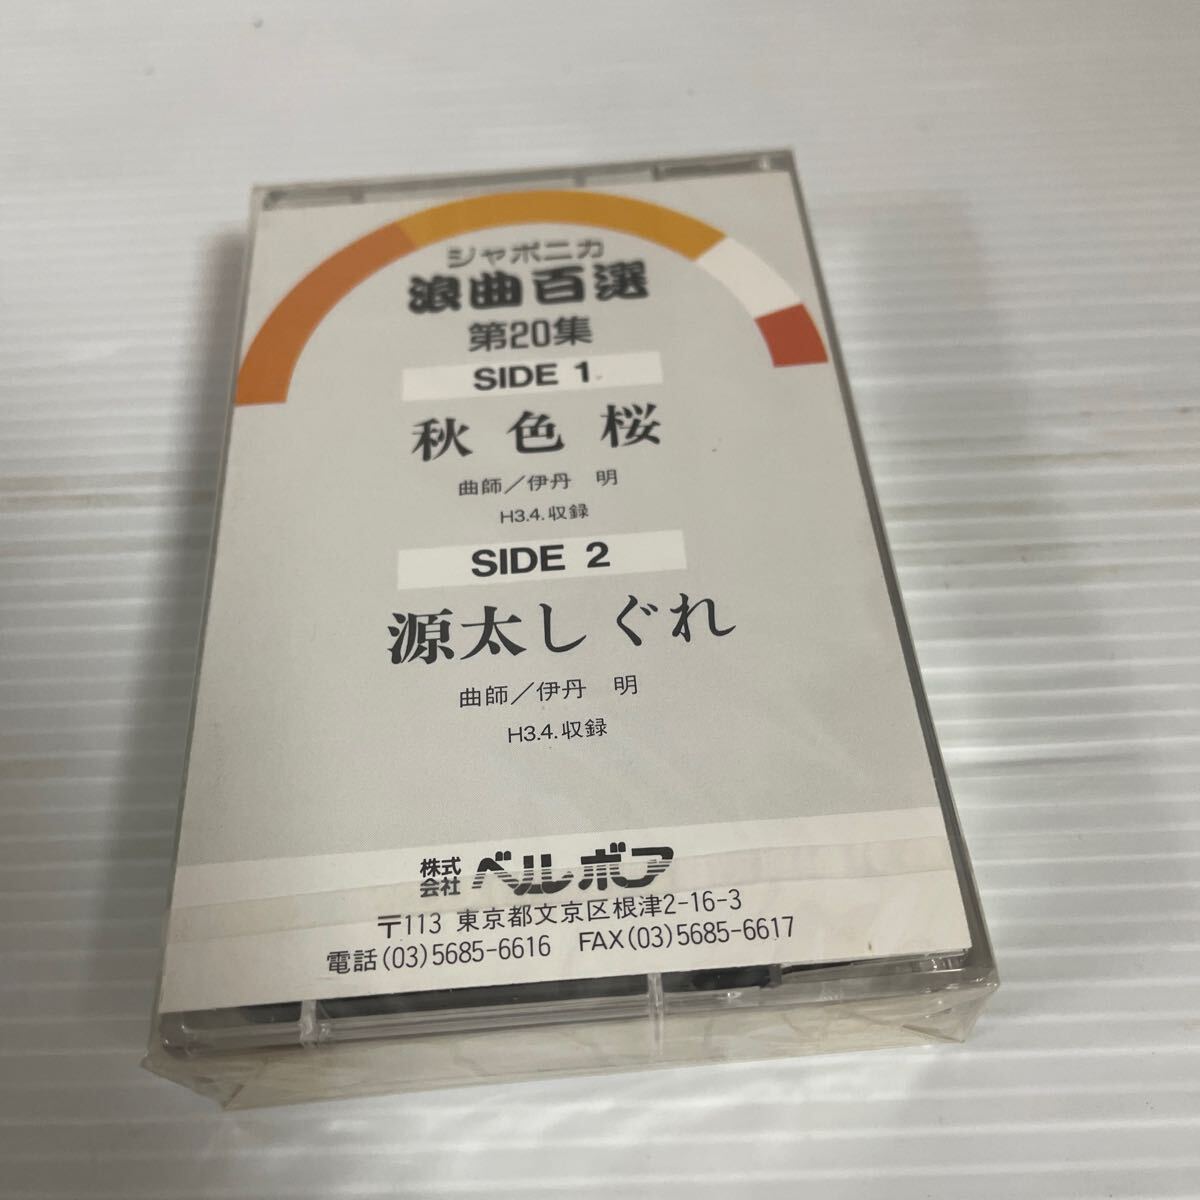 ジャポニカ
浪曲百選
第20集
SIDE 1
秋色桜
曲師／伊丹　明
H3.4.収録
SIDE 2
源太しぐれ
曲師／伊丹　明
H3.4.収録
株式会社 ベルボア
〒113 東京都文京区根津2-16-3
電話(03)5685-6616 FAX(03)5685-6617